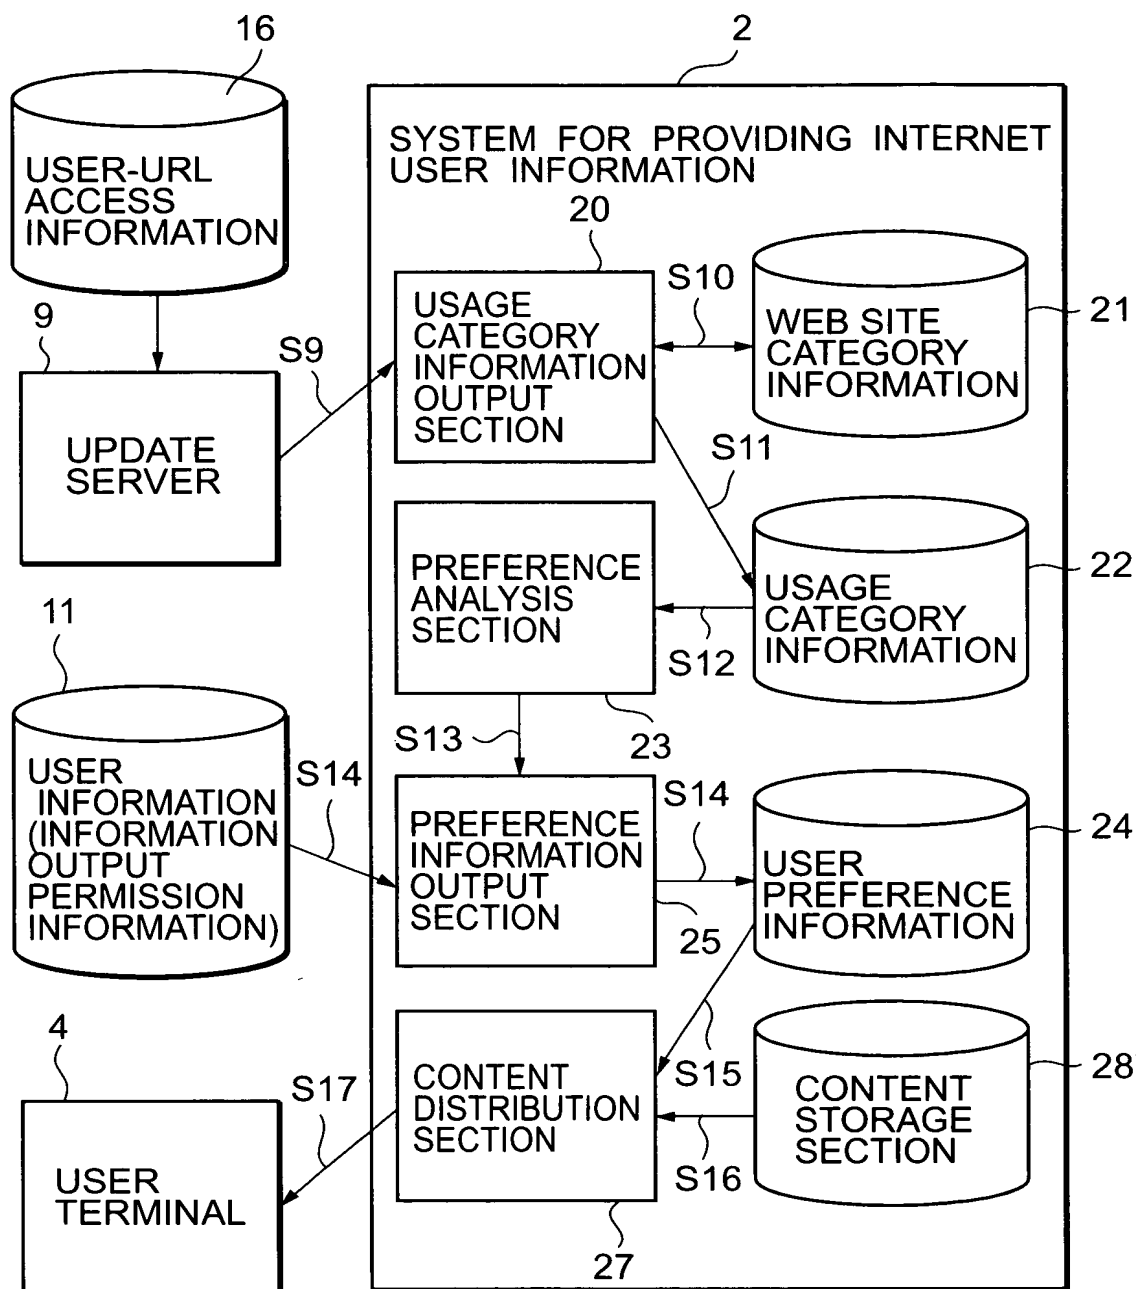 16
2
USER-URL
ACCESS
INFORMATION
SYSTEM FOR PROVIDING INTERNET
USER INFORMATION
9
UPDATE
SERVER
S9
20
USAGE
CATEGORY
INFORMATION
OUTPUT
SECTION
S10
WEB SITE
CATEGORY
INFORMATION
21
S11
PREFERENCE
ANALYSIS
SECTION
S12
USAGE
CATEGORY
INFORMATION
22
11
USER
INFORMATION
(INFORMATION
OUTPUT
PERMISSION
INFORMATION)
S14
S13
23
PREFERENCE
INFORMATION
OUTPUT
SECTION
S14
25
USER
PREFERENCE
INFORMATION
24
4
USER
TERMINAL
S17
CONTENT
DISTRIBUTION
SECTION
S15
S16
CONTENT
STORAGE
SECTION
28
27